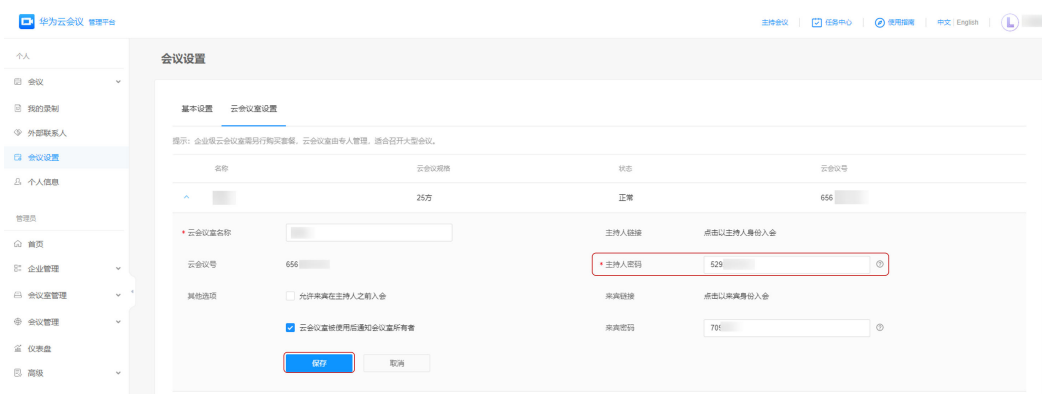 华为云会议 管理平台
主持会议 任务中心 使用指南 中文 | English
个人
会议
我的录制
外部联系人
会议设置
个人信息
管理员
首页
企业管理
会议室管理
会议管理
仪表盘
高级
会议设置
基本设置 云会议室设置
提示：企业级云会议室需另行购买套餐，云会议室由专人管理，适合召开大型会议。
名称 云会议规格 状态 云会议号
25方 正常 656
* 云会议室名称 主持人链接 点击以主持人身份入会
云会议号 656 * 主持人密码 529
其他选项 允许来宾在主持人之前入会 来宾链接 点击以来宾身份入会
云会议室被使用后通知会议室所有者 来宾密码 709
保存 取消